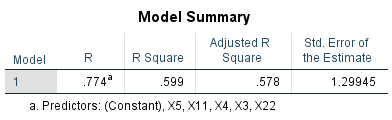 Model Summary
Model R R Square Adjusted R Square Std. Error of the Estimate
1 .774a .599 .578 1.29945
a. Predictors: (Constant), X5, X11, X4, X3, X22